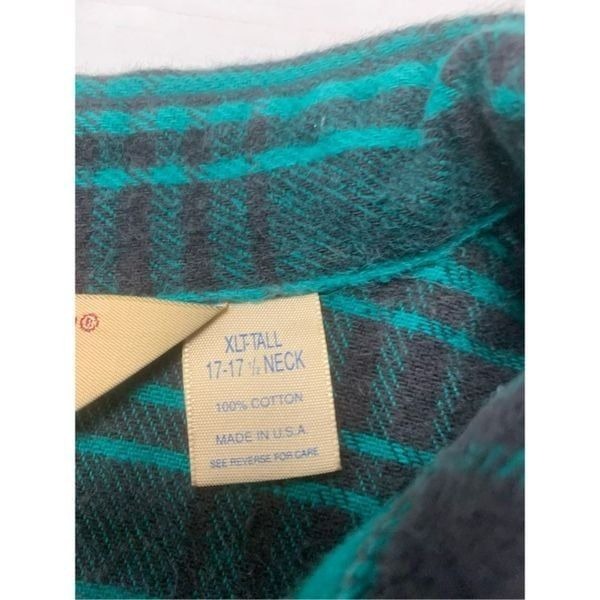 ®
XLT-TALL
17-17 ½ NECK
100% COTTON
MADE IN U.S.A.
SEE REVERSE FOR CARE